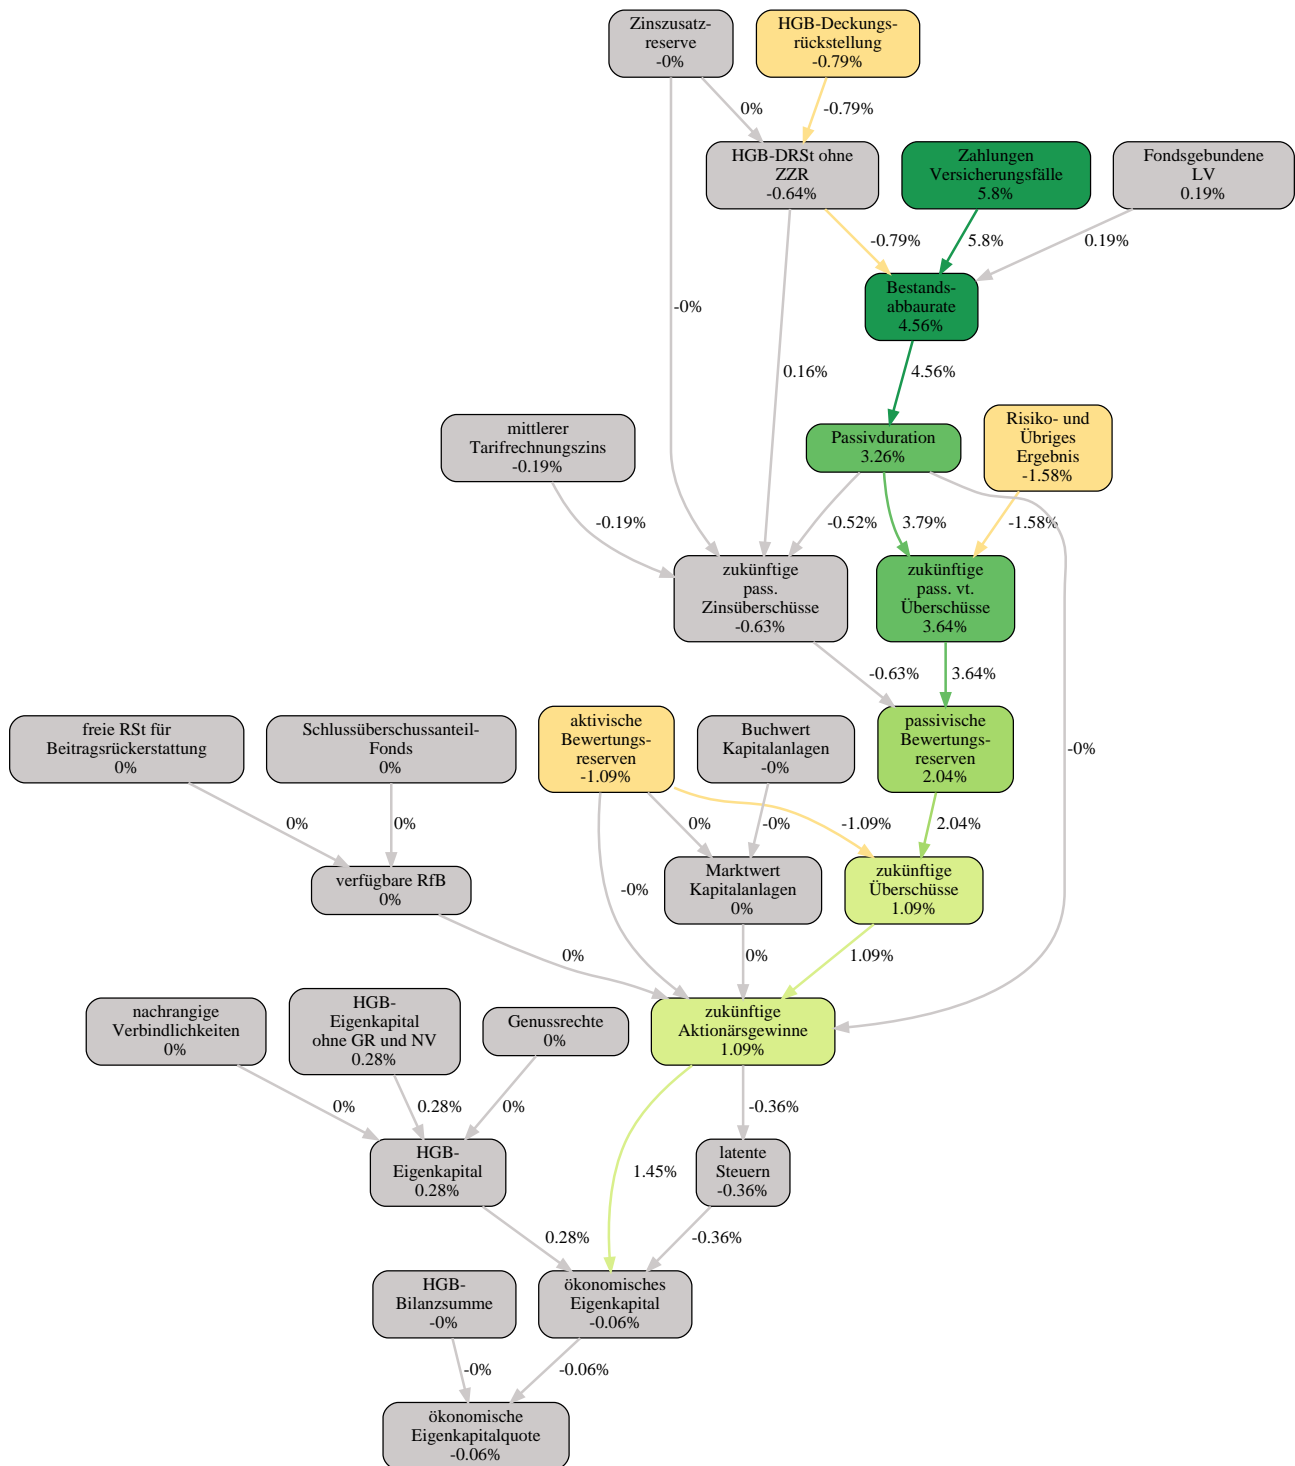 Zinszusatz-
reserve
-0%
HGB-Deckungs-
rückstellung
-0.79%
0%
-0.79%
HGB-DRSt ohne
ZZR
-0.64%
Zahlungen
Versicherungsfälle
5.8%
Fondsgebundene
LV
0.19%
-0.79%
5.8%
0.19%
Bestands-
abbaurate
4.56%
-0%
0.16%
4.56%
mittlerer
Tarifrechnungszins
-0.19%
Passivduration
3.26%
Risiko- und
Übriges
Ergebnis
-1.58%
-0.19%
-0.52%
3.79%
-1.58%
zukünftige
pass.
Zinsüberschüsse
-0.63%
zukünftige
pass. vt.
Überschüsse
3.64%
-0.63%
3.64%
freie RSt für
Beitragsrückerstattung
0%
Schlussüberschussanteil-
Fonds
0%
aktivische
Bewertungs-
reserven
-1.09%
Buchwert
Kapitalanlagen
-0%
passivische
Bewertungs-
reserven
2.04%
-0%
0%
0%
0%
-0%
-1.09%
2.04%
verfügbare RfB
0%
-0%
Marktwert
Kapitalanlagen
0%
zukünftige
Überschüsse
1.09%
0%
0%
1.09%
nachrangige
Verbindlichkeiten
0%
HGB-
Eigenkapital
ohne GR und NV
0.28%
Genussrechte
0%
zukünftige
Aktionärsgewinne
1.09%
0%
0.28%
0%
-0.36%
HGB-
Eigenkapital
0.28%
1.45%
latente
Steuern
-0.36%
0.28%
-0.36%
HGB-
Bilanzsumme
-0%
ökonomisches
Eigenkapital
-0.06%
-0%
-0.06%
ökonomische
Eigenkapitalquote
-0.06%